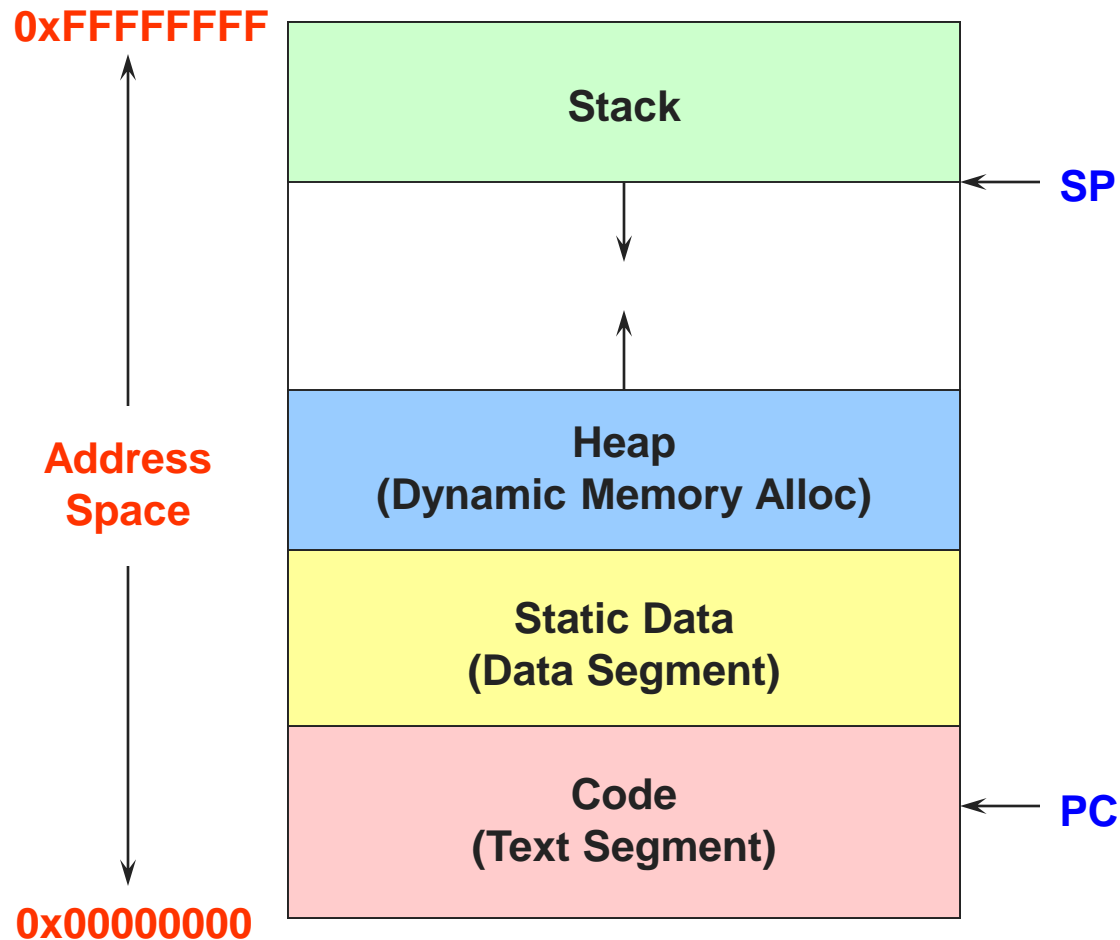 0xFFFFFFFF
Stack
SP
Heap
(Dynamic Memory Alloc)
Address
Space
Static Data
(Data Segment)
Code
(Text Segment)
PC
0x00000000